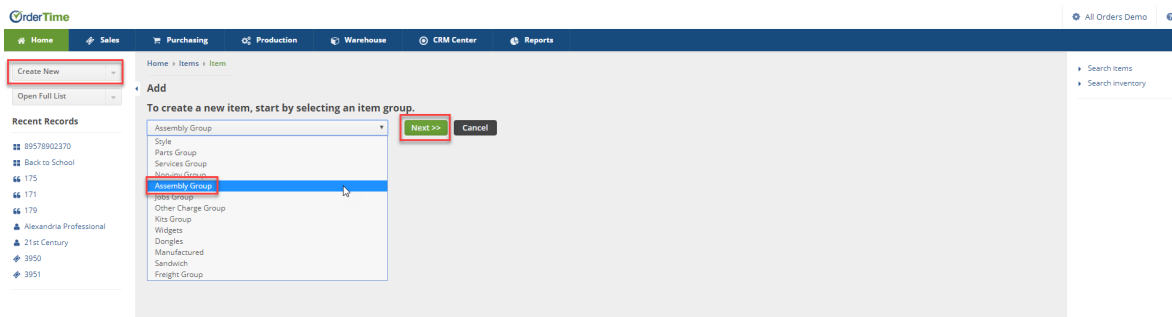 OrderTime
All Orders Demo
Home
Sales
Purchasing
Production
Warehouse
CRM Center
Reports
Create New
Open Full List
Recent Records
89578902370
Back to School
175
171
179
Alexandria Professional
21st Century
3950
3951
Home › Items › Item
Add
To create a new item, start by selecting an item group.
Assembly Group
Next >>
Cancel
Style
Parts Group
Services Group
Non-inv Group
Assembly Group
Jobs Group
Other Charge Group
Kits Group
Widgets
Dongles
Manufactured
Sandwich
Freight Group
Search items
Search inventory